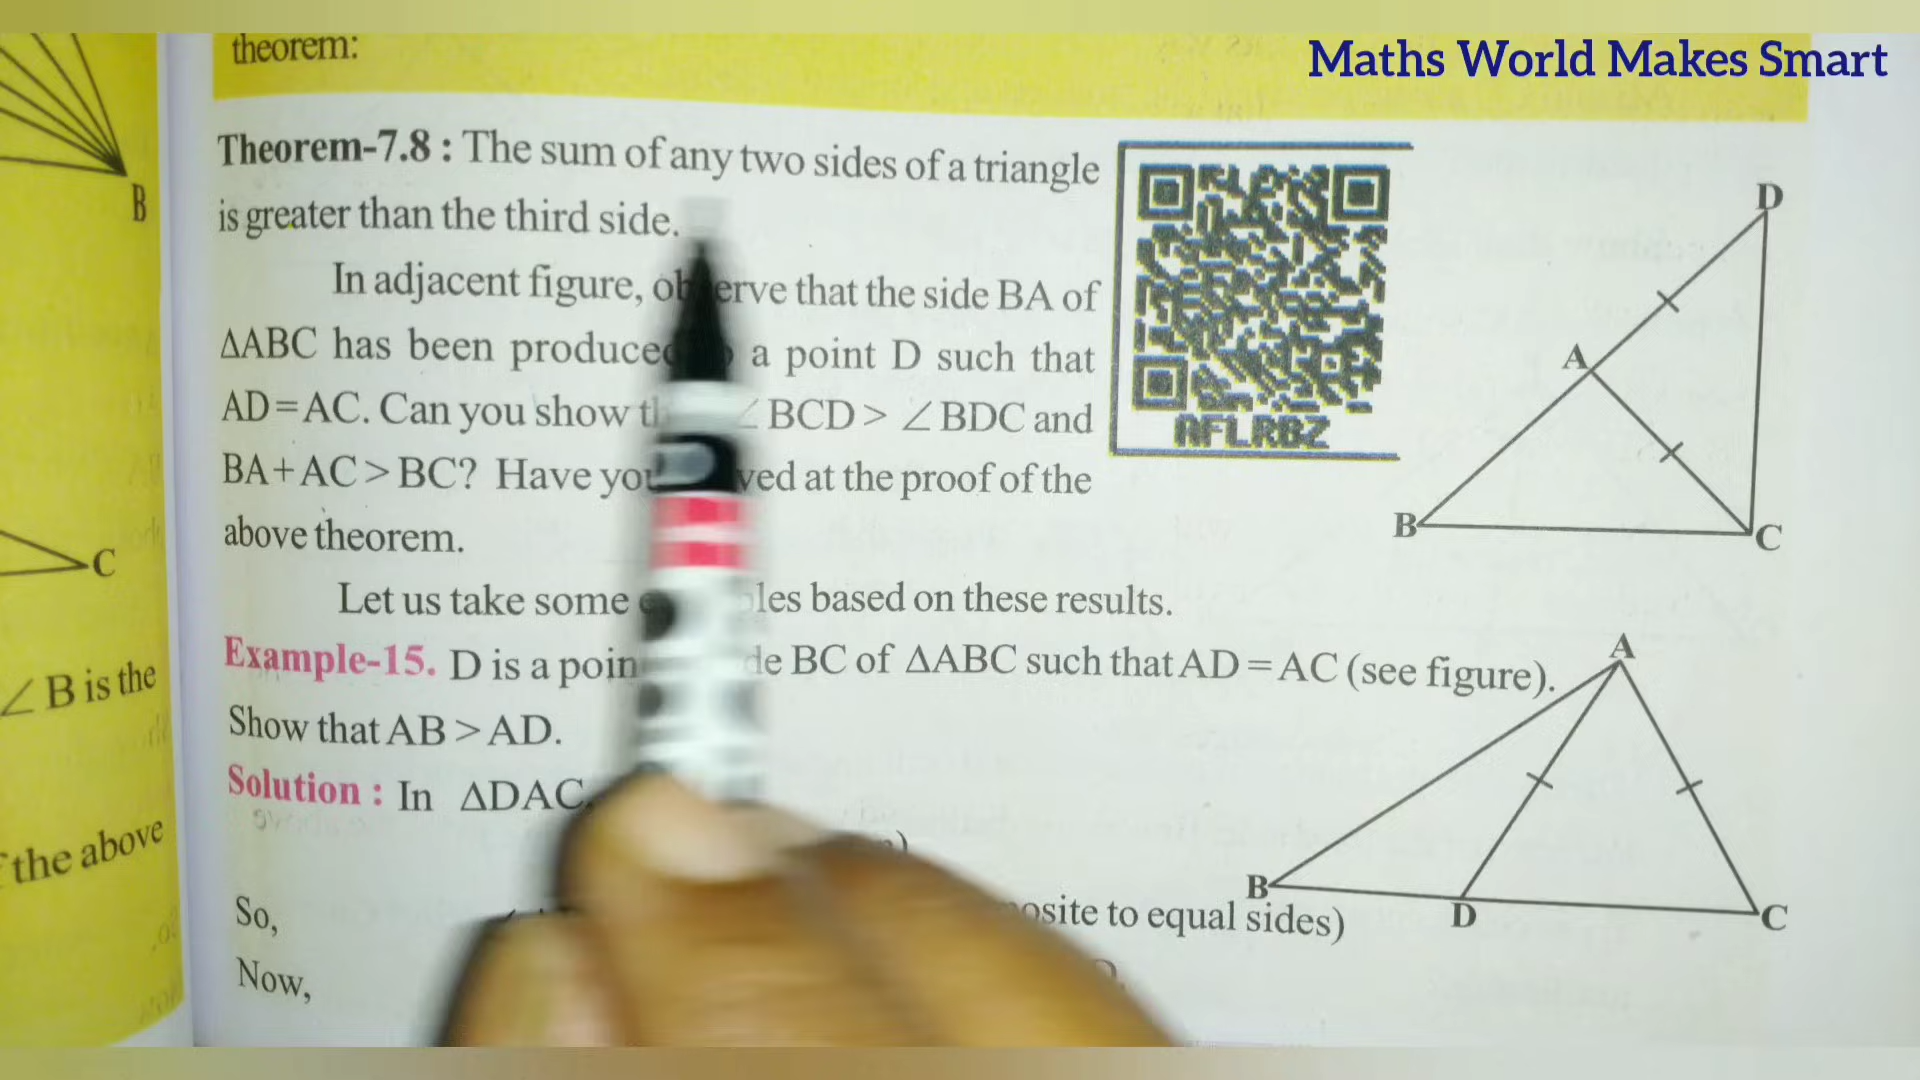 theorem:
Maths World Makes Smart
Theorem-7.8 : The sum of any two sides of a triangle
is greater than the third side.
In adjacent figure, erve that the side BA of
ΔABC has been produced a point D such that
AD=AC. Can you show ∠BCD > ∠BDC and
BA+AC > BC? Have you ved at the proof of the
above theorem.
Let us take some les based on these results.
Example-15. D is a poin de BC of ΔABC such that AD = AC (see figure).
Show that AB > AD.
Solution : In ΔDAC,
So, osite to equal sides)
Now,
AFLRBZ
D
A
B
C
A
B
D
C
B
C
∠B is the
the above